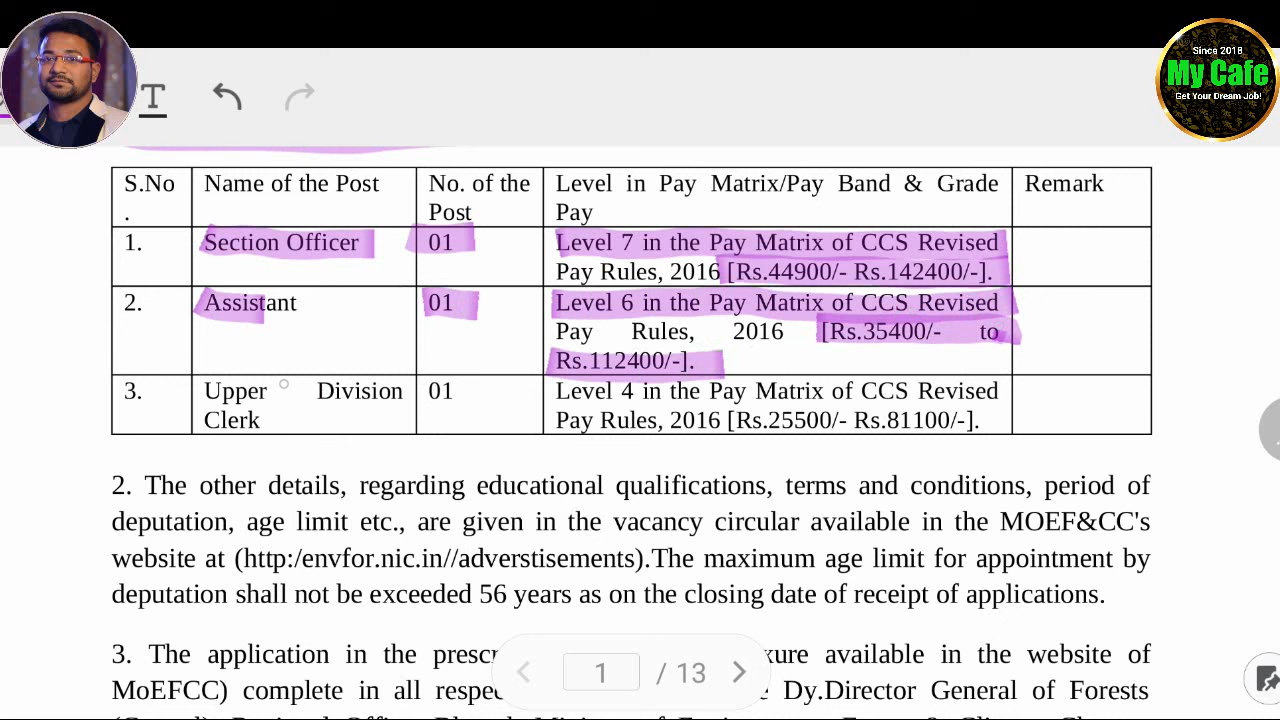 Since 2018
My Cafe
Get Your Dream Job!
T
S.No
.
Name of the Post
No. of the
Post
Level in Pay Matrix/Pay Band & Grade
Pay
Remark
1.
Section Officer
01
Level 7 in the Pay Matrix of CCS Revised
Pay Rules, 2016 [Rs.44900/- Rs.142400/-].
2.
Assistant
01
Level 6 in the Pay Matrix of CCS Revised
Pay Rules, 2016 [Rs.35400/- to
Rs.112400/-].
3.
Upper Division
Clerk
01
Level 4 in the Pay Matrix of CCS Revised
Pay Rules, 2016 [Rs.25500/- Rs.81100/-].
2. The other details, regarding educational qualifications, terms and conditions, period of
deputation, age limit etc., are given in the vacancy circular available in the MOEF&CC's
website at (http:/envfor.nic.in//adverstisements).The maximum age limit for appointment by
deputation shall not be exceeded 56 years as on the closing date of receipt of applications.
3. The application in the available in the website of
MoEFCC) complete in all Dy.Director General of Forests
1 / 13